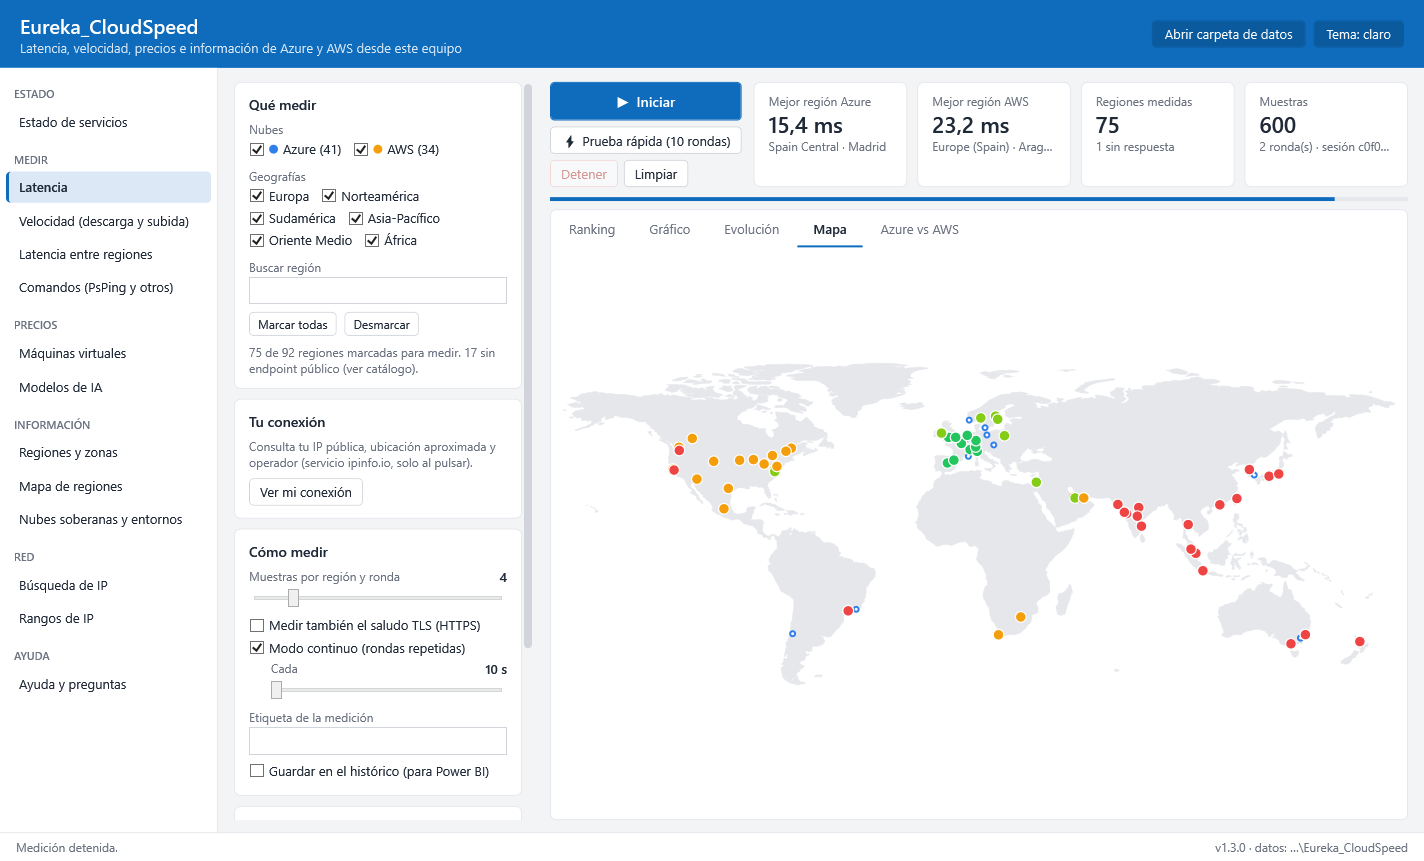 Eureka_CloudSpeed
Latencia, velocidad, precios e información de Azure y AWS desde este equipo
Abrir carpeta de datos
Tema: claro
ESTADO
Estado de servicios
MEDIR
Latencia
Velocidad (descarga y subida)
Latencia entre regiones
Comandos (PsPing y otros)
PRECIOS
Máquinas virtuales
Modelos de IA
INFORMACIÓN
Regiones y zonas
Mapa de regiones
Nubes soberanas y entornos
RED
Búsqueda de IP
Rangos de IP
AYUDA
Ayuda y preguntas
Qué medir
Nubes
Azure (41)
AWS (34)
Geografías
Europa
Norteamérica
Sudamérica
Asia-Pacífico
Oriente Medio
África
Buscar región
Marcar todas
Desmarcar
75 de 92 regiones marcadas para medir. 17 sin
endpoint público (ver catálogo).
Tu conexión
Consulta tu IP pública, ubicación aproximada y
operador (servicio ipinfo.io, solo al pulsar).
Ver mi conexión
Cómo medir
Muestras por región y ronda 4
Medir también el saludo TLS (HTTPS)
Modo continuo (rondas repetidas)
Cada 10 s
Etiqueta de la medición
Guardar en el histórico (para Power BI)
Iniciar
Prueba rápida (10 rondas)
Detener
Limpiar
Mejor región Azure
15,4 ms
Spain Central · Madrid
Mejor región AWS
23,2 ms
Europe (Spain) · Arag...
Regiones medidas
75
1 sin respuesta
Muestras
600
2 ronda(s) · sesión c0f0...
Ranking
Gráfico
Evolución
Mapa
Azure vs AWS
Medición detenida.
v1.3.0 · datos: ...\Eureka_CloudSpeed